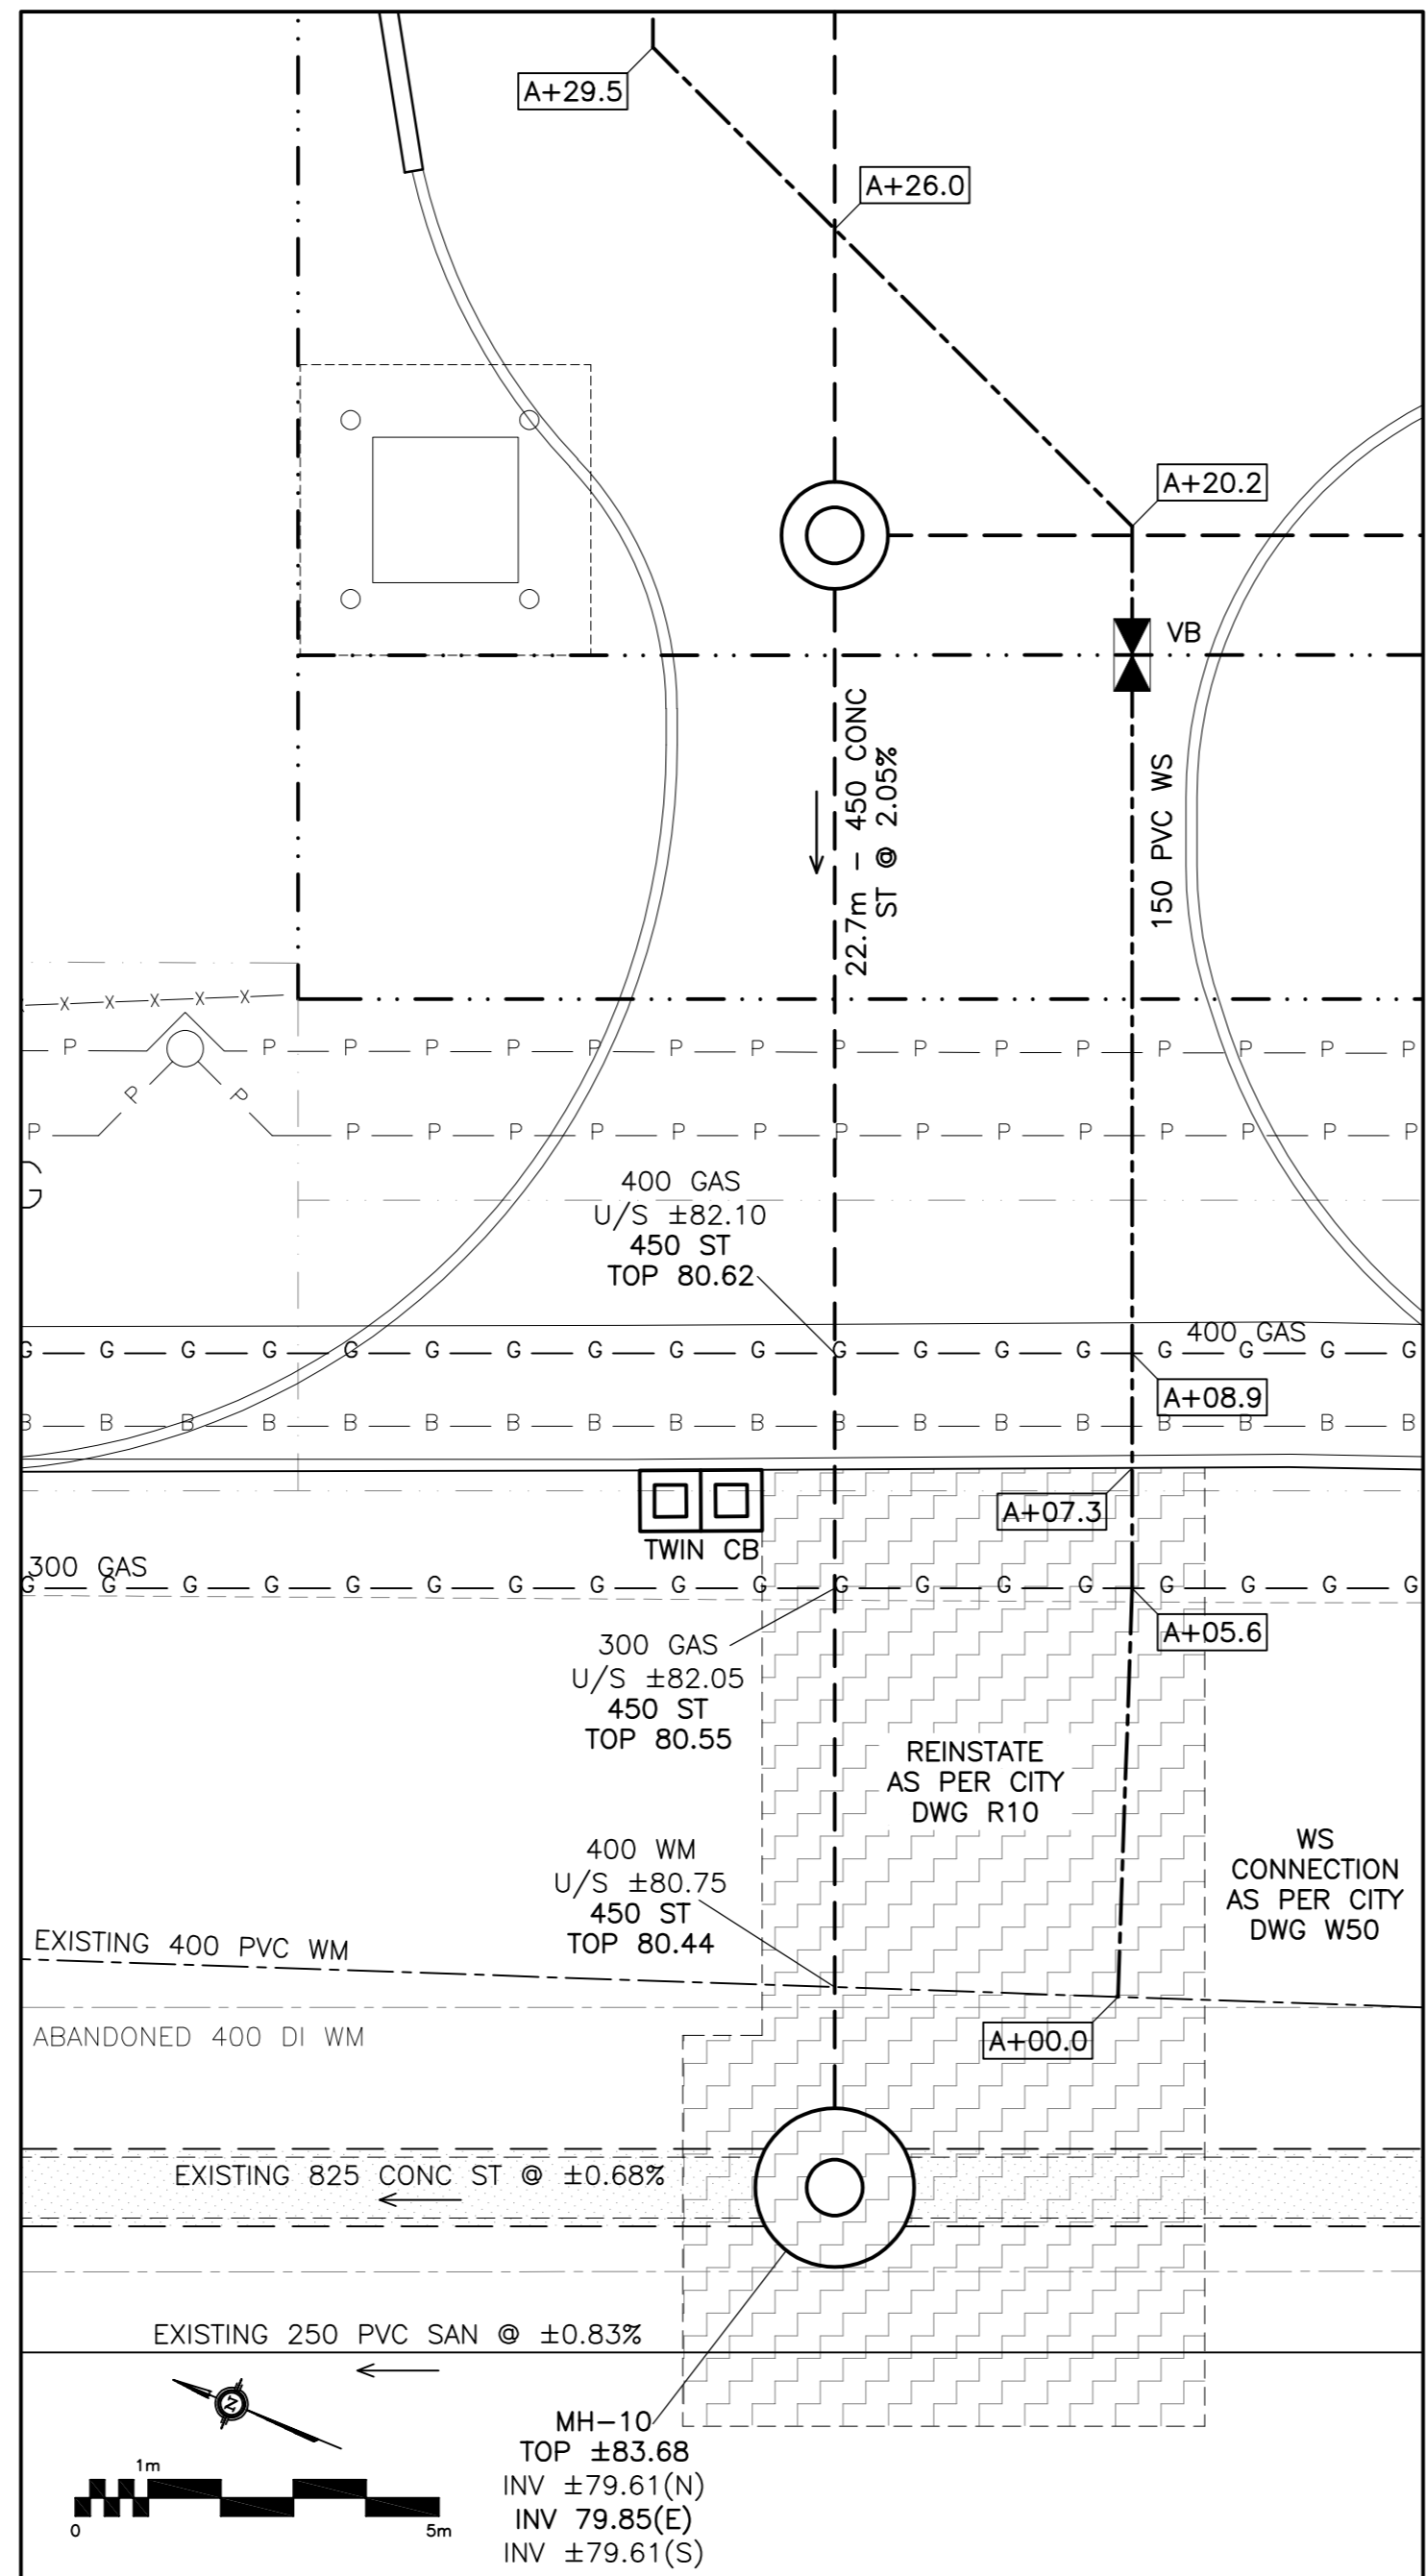 A+29.5
A+26.0
A+20.2
VB
22.7m - 450 CONC
ST @ 2.05%
150 PVC WS
X X X X X
P P P P P P P P P P P P P P P P
P P
P P P P P P P P P P P P P P P
G
400 GAS
U/S ±82.10
450 ST
TOP 80.62
400 GAS
G G G G G G G G G G G G G G G G G G
A+08.9
B B B B B B B B B B B B B B B B B B
A+07.3
TWIN CB
300 GAS
G G G G G G G G G G G G G G G G G G
A+05.6
300 GAS
U/S ±82.05
450 ST
TOP 80.55
REINSTATE
AS PER CITY
DWG R10
400 WM
U/S ±80.75
450 ST
TOP 80.44
WS
CONNECTION
AS PER CITY
DWG W50
EXISTING 400 PVC WM
ABANDONED 400 DI WM
A+00.0
EXISTING 825 CONC ST @ ±0.68%
EXISTING 250 PVC SAN @ ±0.83%
N
MH-10
TOP ±83.68
INV ±79.61(N)
INV 79.85(E)
INV ±79.61(S)
1m
0 5m